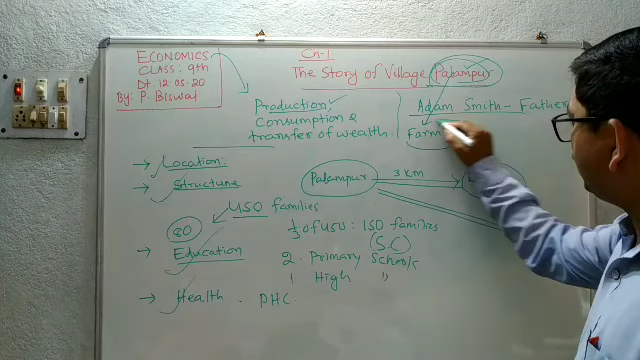 ECONOMICS
CLASS: 9th
Dt 12.05.20
By: P. Biswal
Ch-1
The Story of Village Palampur
Production:
Consumption &
transfer of wealth.
Adam Smith - Father
Farm
→ Location:
→ Structure
Palampur
3 KM
450 families
80
1/3 of 450: 150 families
(S.C)
→ Education
2 Primary Schools
1 High "
→ Health - PHC